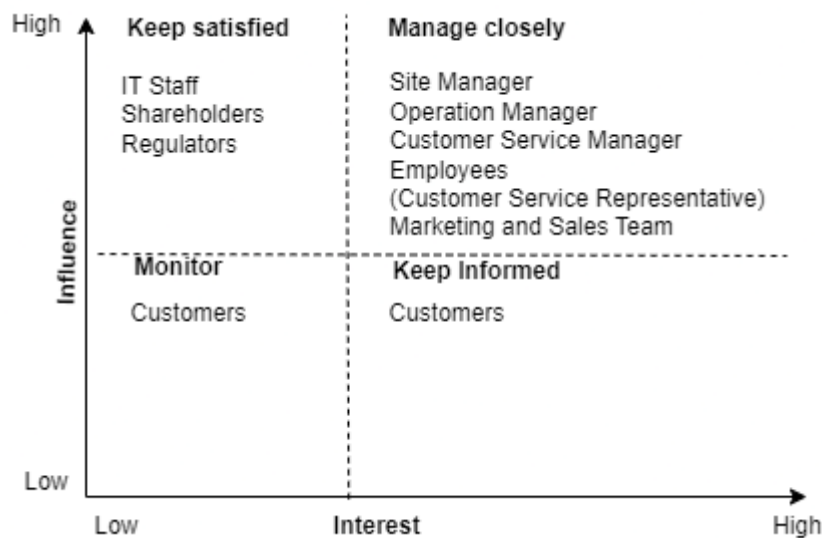 High
Keep satisfied
Manage closely
IT Staff
Shareholders
Regulators
Site Manager
Operation Manager
Customer Service Manager
Employees
(Customer Service Representative)
Marketing and Sales Team
Influence
Monitor
Keep Informed
Customers
Customers
Low
Low
Interest
High